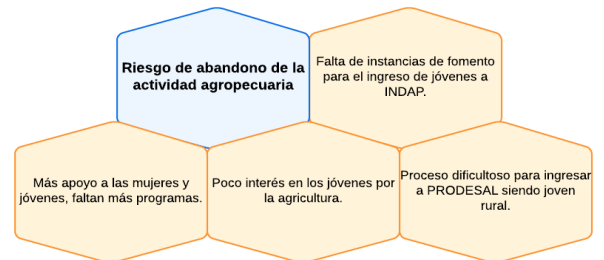 Riesgo de abandono de la
actividad agropecuaria
Falta de instancias de fomento
para el ingreso de jóvenes a
INDAP.
Más apoyo a las mujeres y
jóvenes, faltan más programas.
Poco interés en los jóvenes por
la agricultura.
Proceso dificultoso para ingresar
a PRODESAL siendo joven
rural.